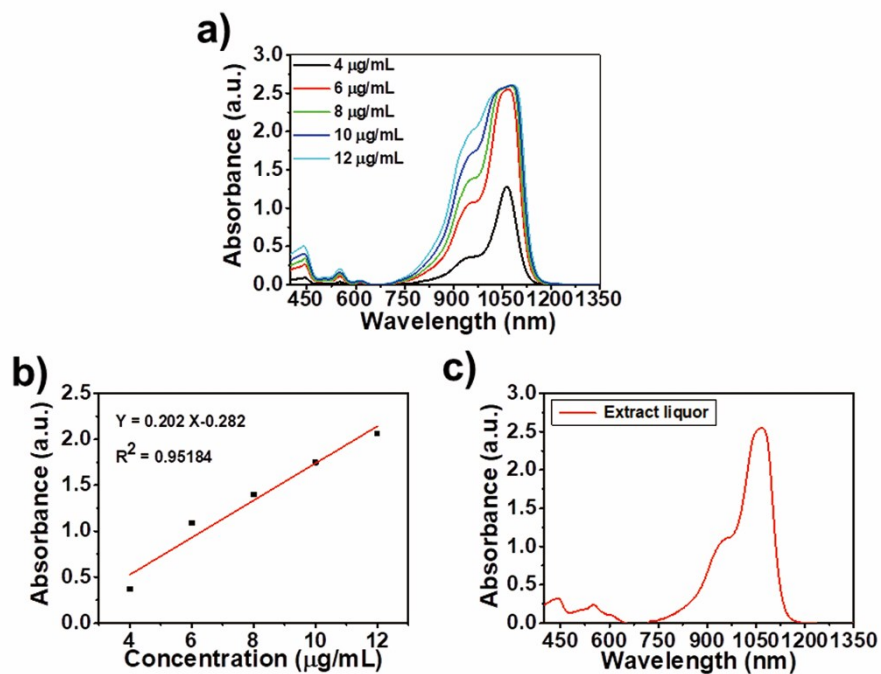 a)
3.0
2.5
2.0
1.5
1.0
0.5
0.0
Absorbance (a.u.)
4 μg/mL
6 μg/mL
8 μg/mL
10 μg/mL
12 μg/mL
450 600 750 900 1050 1200 1350
Wavelength (nm)
b)
2.5
2.0
1.5
1.0
0.5
0.0
Absorbance (a.u.)
Y = 0.202 X-0.282
R² = 0.95184
4 6 8 10 12
Concentration (μg/mL)
c)
3.0
2.5
2.0
1.5
1.0
0.5
0.0
Absorbance (a.u.)
Extract liquor
450 600 750 900 1050 1200 1350
Wavelength (nm)